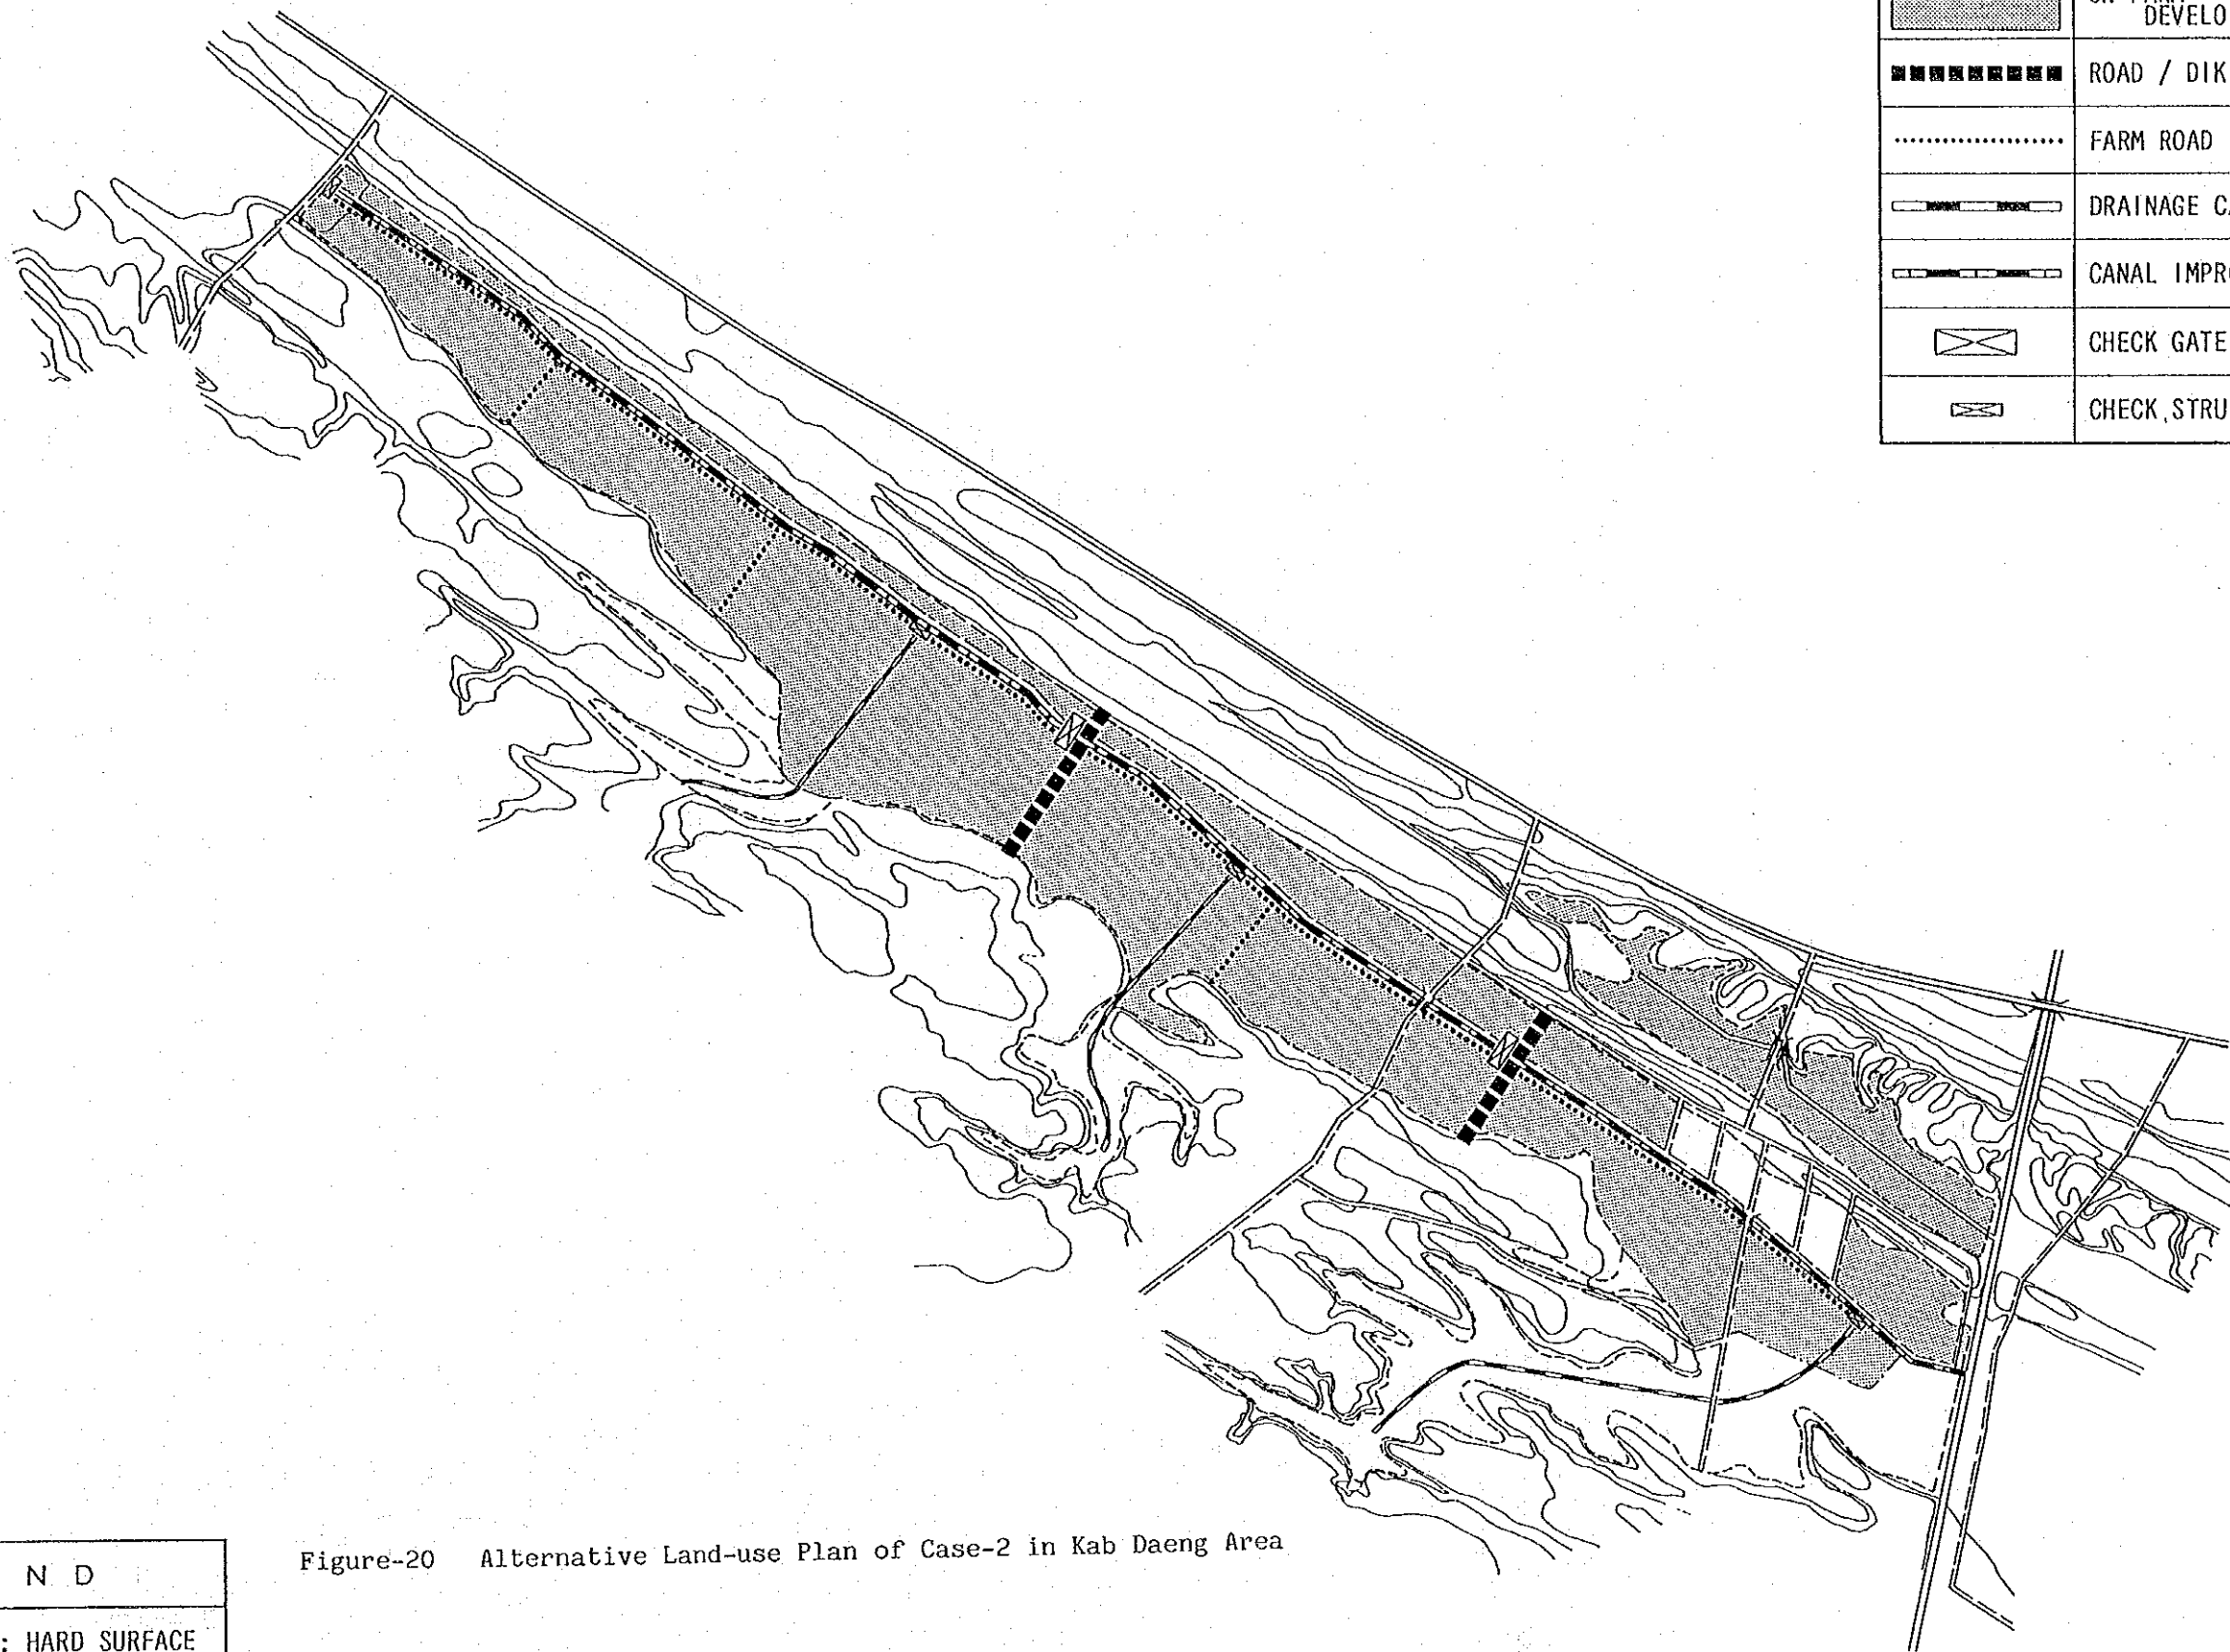 DEVELO
ROAD / DIK
FARM ROAD
DRAINAGE CA
CANAL IMPR
CHECK GATE
CHECK STRU
Figure-20 Alternative Land-use Plan of Case-2 in Kab Daeng Area
N D
: HARD SURFACE